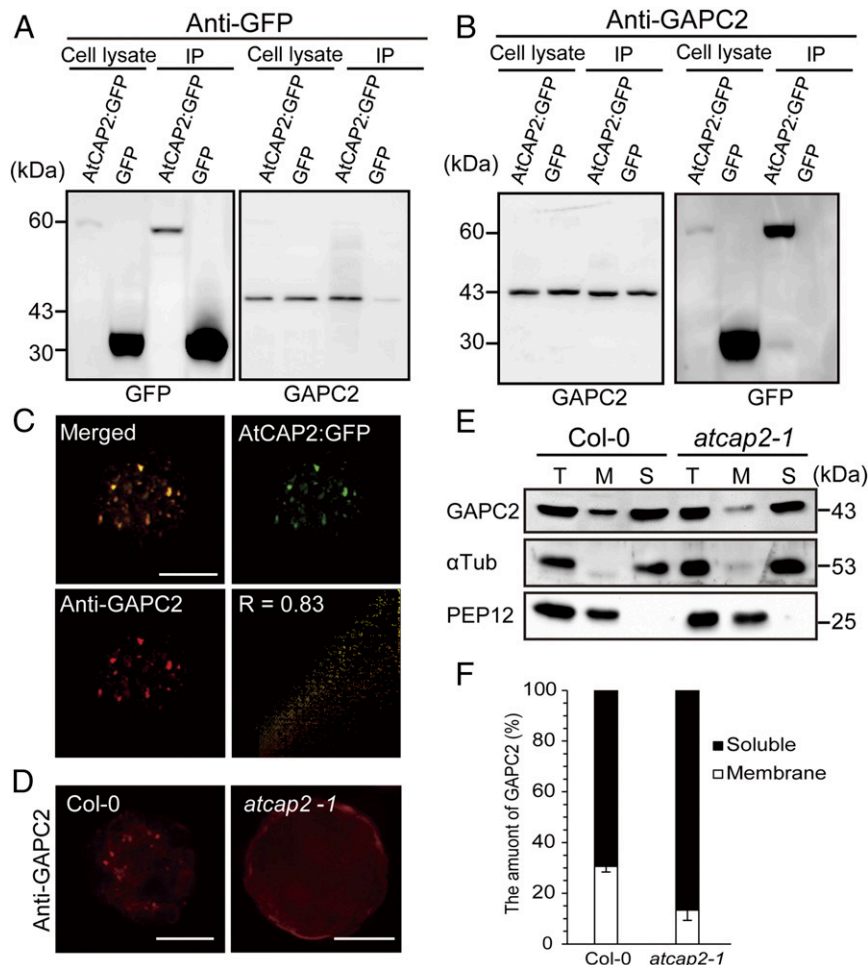 A
Anti-GFP
Cell lysate IP Cell lysate IP
AtCAP2:GFP GFP AtCAP2:GFP GFP AtCAP2:GFP GFP AtCAP2:GFP GFP
(kDa)
60
43
30
GFP GAPC2
B
Anti-GAPC2
Cell lysate IP Cell lysate IP
AtCAP2:GFP GFP AtCAP2:GFP GFP AtCAP2:GFP GFP AtCAP2:GFP GFP
(kDa)
60
43
30
GAPC2 GFP
C
Merged AtCAP2:GFP
Anti-GAPC2 R = 0.83
D
Anti-GAPC2
Col-0 atcap2-1
E
Col-0 atcap2-1
T M S T M S (kDa)
GAPC2 43
αTub 53
PEP12 25
F
The amuont of GAPC2 (%)
100
80
60
40
20
0
Col-0 atcap2-1
Soluble
Membrane